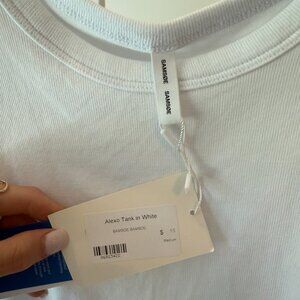 SAMSØE
SAMSØE
Alexo Tank in White
SAMSOE SAMSOE
$
Medium